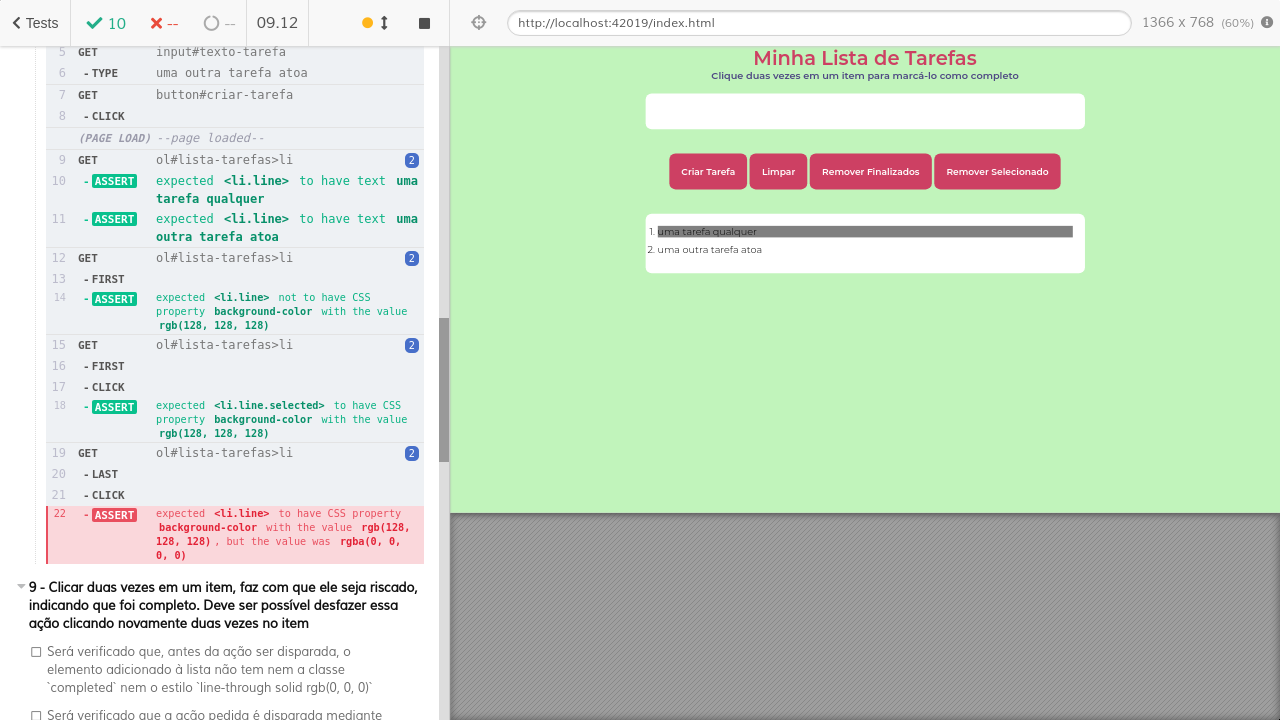 Tests
10
--
--
09.12
http://localhost:42019/index.html
1366 x 768 (60%)
5 GET input#texto-tarefa
6 -TYPE uma outra tarefa atoa
7 GET button#criar-tarefa
8 -CLICK
(PAGE LOAD) --page loaded--
9 GET ol#lista-tarefas>li 2
10 -ASSERT expected <li.line> to have text uma
tarefa qualquer
11 -ASSERT expected <li.line> to have text uma
outra tarefa atoa
12 GET ol#lista-tarefas>li 2
13 -FIRST
14 -ASSERT expected <li.line> not to have CSS
property background-color with the value
rgb(128, 128, 128)
15 GET ol#lista-tarefas>li 2
16 -FIRST
17 -CLICK
18 -ASSERT expected <li.line.selected> to have CSS
property background-color with the value
rgb(128, 128, 128)
19 GET ol#lista-tarefas>li 2
20 -LAST
21 -CLICK
22 -ASSERT expected <li.line> to have CSS property
background-color with the value rgb(128,
128, 128), but the value was rgba(0, 0,
0, 0)
9 - Clicar duas vezes em um item, faz com que ele seja riscado,
indicando que foi completo. Deve ser possível desfazer essa
ação clicando novamente duas vezes no item
Será verificado que, antes da ação ser disparada, o
elemento adicionado à lista não tem nem a classe
`completed` nem o estilo `line-through solid rgb(0, 0, 0)`
Será verificado que a ação pedida é disparada mediante
Minha Lista de Tarefas
Clique duas vezes em um item para marcá-lo como completo
Criar Tarefa
Limpar
Remover Finalizados
Remover Selecionado
1. uma tarefa qualquer
2. uma outra tarefa atoa